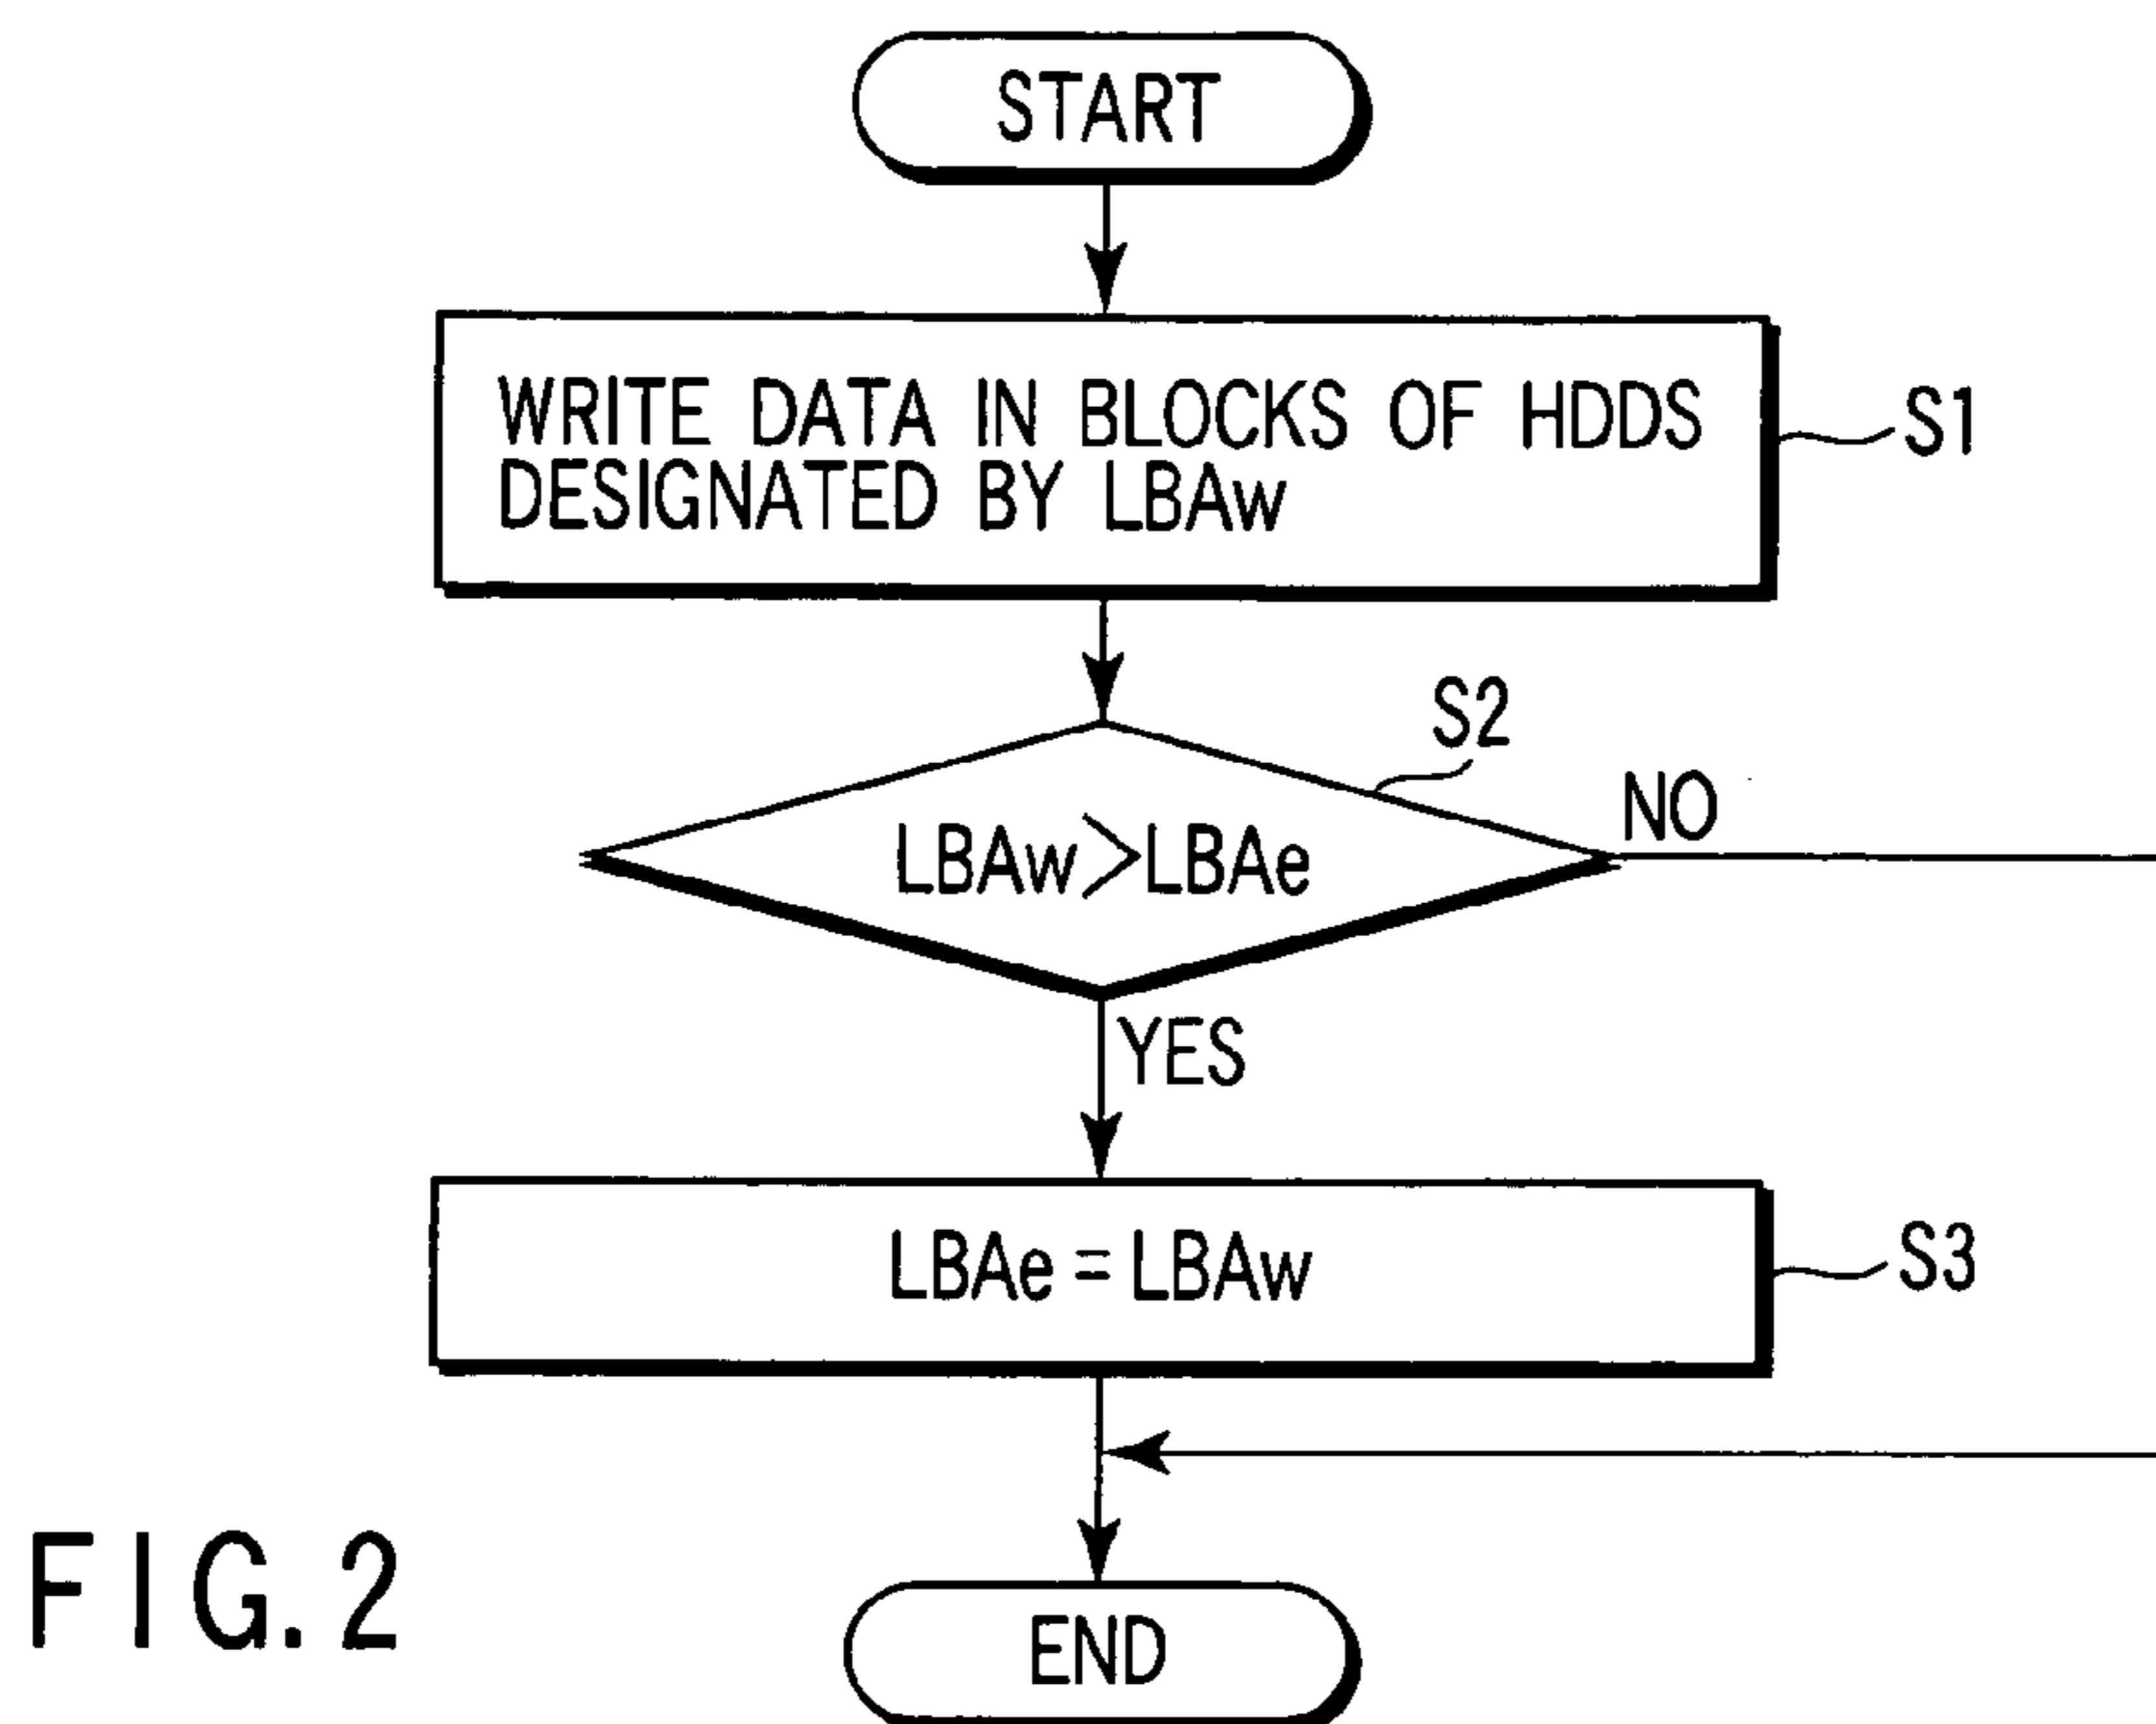 START
WRITE DATA IN BLOCKS OF HDDS
DESIGNATED BY LBAw
S1
S2
NO
LBAw>LBAe
YES
LBAe = LBAw
S3
END
FIG.2